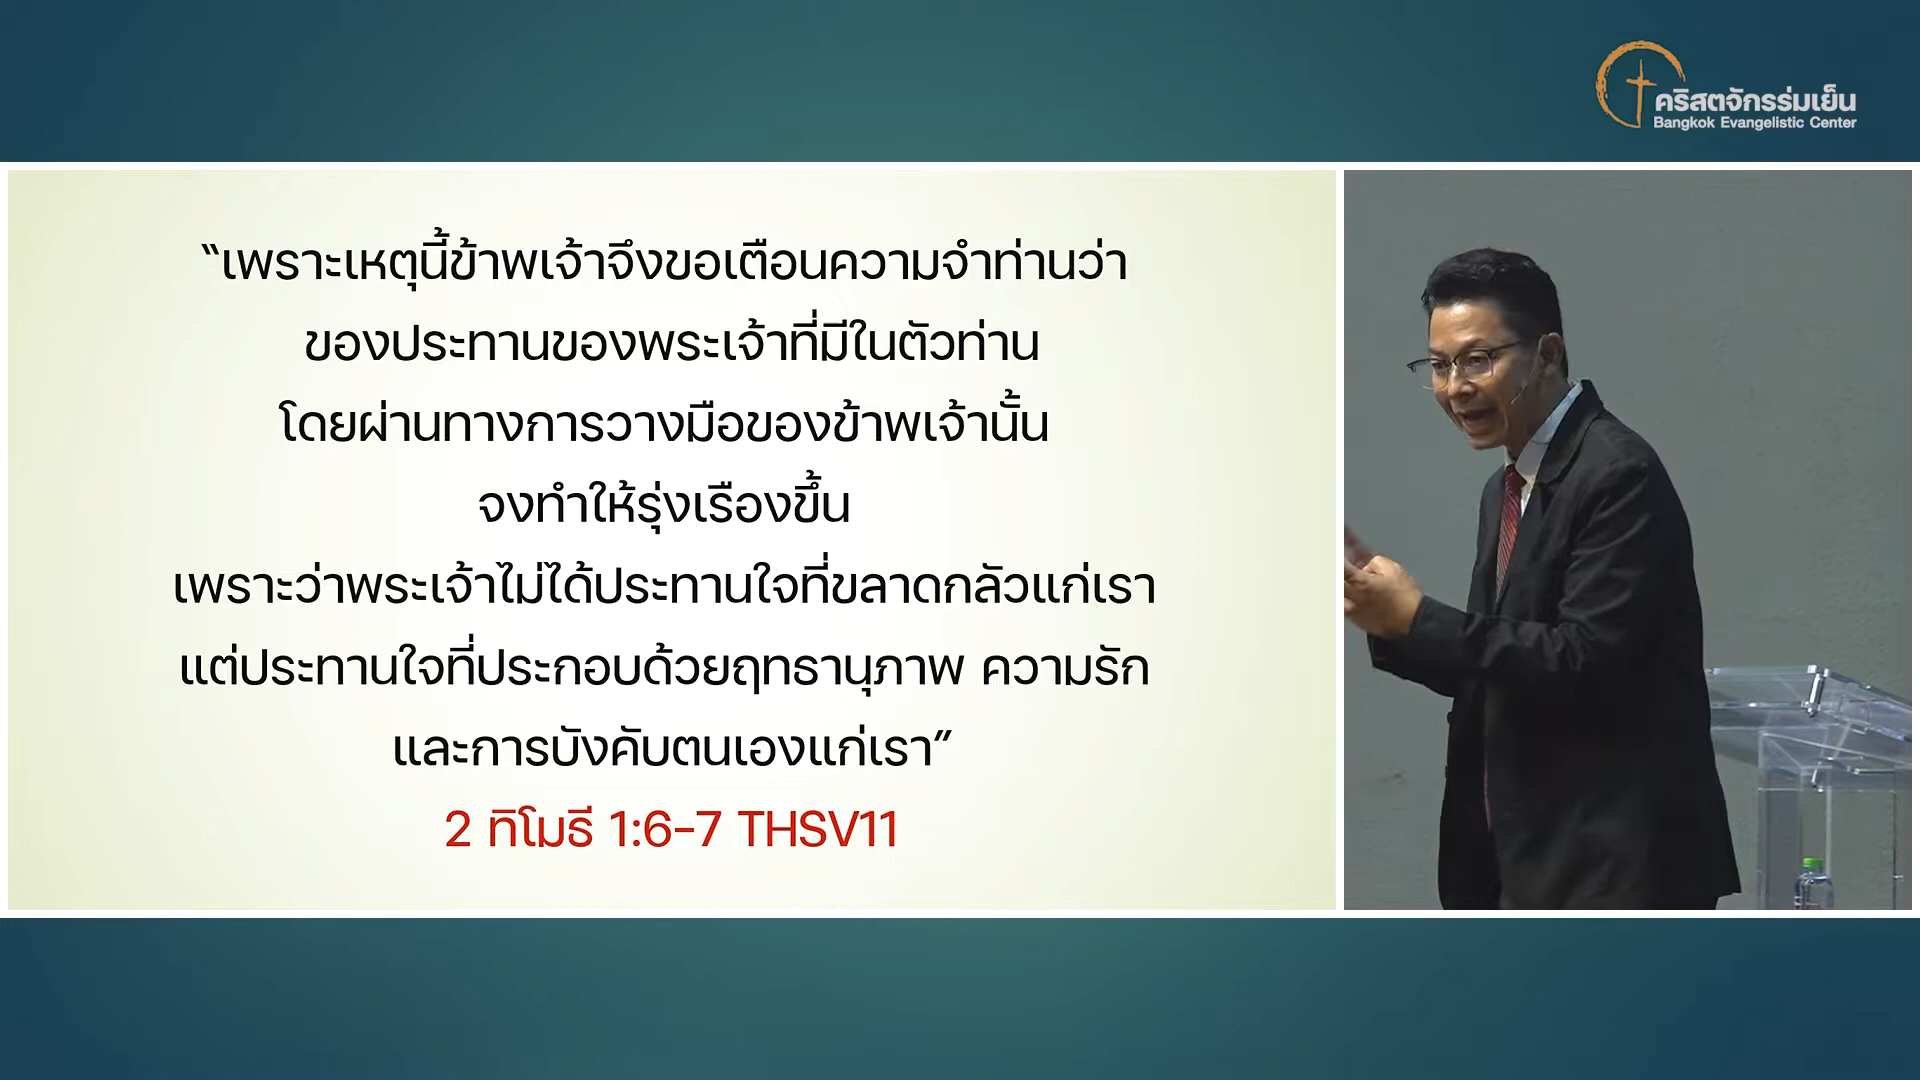 คริสตจักรร่มเย็น
Bangkok Evangelistic Center
“เพราะเหตุนี้ข้าพเจ้าจึงขอเตือนความจำท่านว่า
ของประทานของพระเจ้าที่มีในตัวท่าน
โดยผ่านทางการวางมือของข้าพเจ้านั้น
จงทำให้รุ่งเรืองขึ้น
เพราะว่าพระเจ้าไม่ได้ประทานใจที่ขลาดกลัวแก่เรา
แต่ประทานใจที่ประกอบด้วยฤทธานุภาพ ความรัก
และการบังคับตนเองแก่เรา”
2 ทิโมธี 1:6-7 THSV11